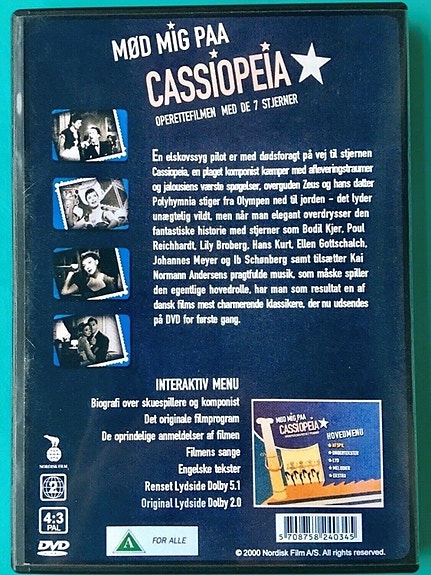 MØD MIG PAA
CASSIOPEIA
OPERETTEFILMEN MED DE 7 STJERNER
En elskovssyg pilot er med dødsforagt på vej til stjernen
Cassiopeia, en plaget komponist kæmper med afleveringstraumer
og jalousiens værste spøgelser, overguden Zeus og hans datter
Polyhymnia stiger fra Olympen ned til jorden - det lyder
unægtelig vildt, men når man elegant overdrysser den
fantastiske historie med stjerner som Bodil Kjer, Poul
Reichhardt, Lily Broberg, Hans Kurt, Ellen Gottschalch,
Johannes Meyer og Ib Schønberg samt tilsætter Kai
Normann Andersens pragtfulde musik, som måske spiller
den egentlige hovedrolle, har man som resultat en af
dansk films mest charmerende klassikere, der nu udsendes
på DVD for første gang.
INTERAKTIV MENU
Biografi over skuespillere og komponist
Det originale filmprogram
De oprindelige anmeldelser af filmen
Filmens sange
Engelske tekster
Renset Lydside Dolby 5.1
Original Lydside Dolby 2.0
MØD MIG PAA
CASSIOPEIA
HOVEDMENU
AFSPIL
UNDERTEKSTER
LYD
MELODIER
EKSTRA
NORDISK FILM
2
4:3
PAL
DVD
A
FOR ALLE
5 708758 240345
© 2000 Nordisk Film A/S. All rights reserved.